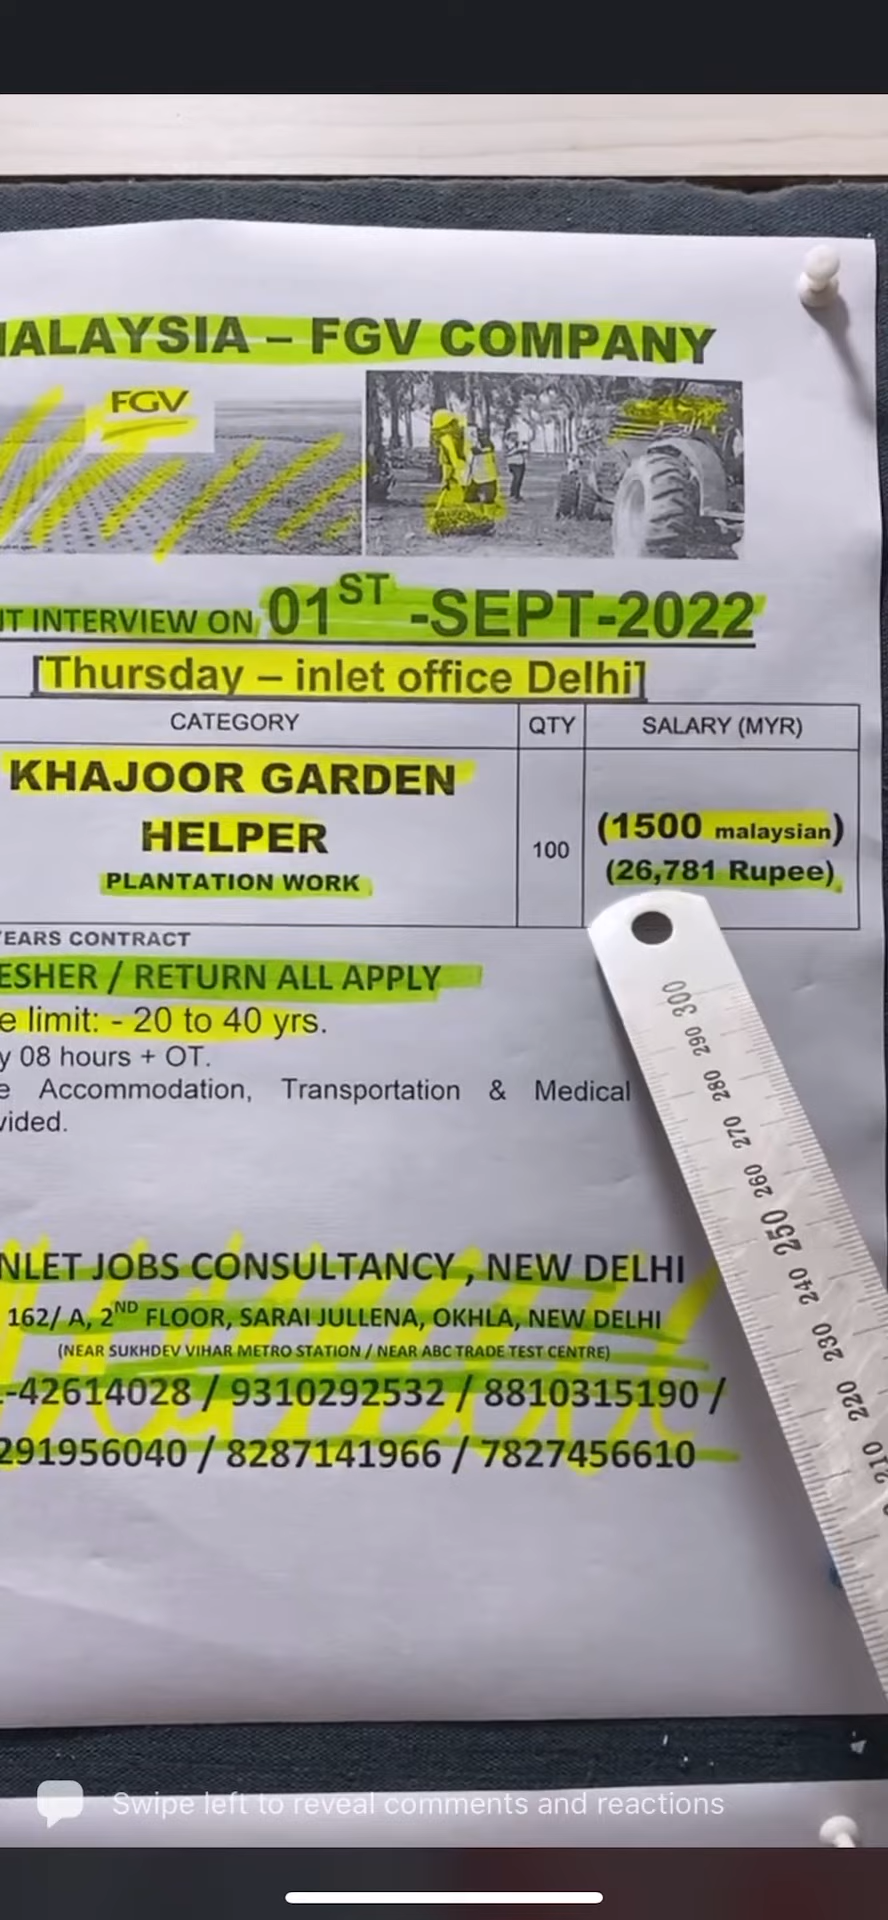 MALAYSIA – FGV COMPANY
FGV
INTERVIEW ON 01ST -SEPT-2022
[Thursday – inlet office Delhi]
CATEGORY QTY SALARY (MYR)
KHAJOOR GARDEN
HELPER
PLANTATION WORK
100
(1500 malaysian)
(26,781 Rupee)
EARS CONTRACT
ESHER / RETURN ALL APPLY
e limit: - 20 to 40 yrs.
y 08 hours + OT.
e Accommodation, Transportation & Medical
vided.
NLET JOBS CONSULTANCY , NEW DELHI
162/ A, 2ND FLOOR, SARAI JULLENA, OKHLA, NEW DELHI
(NEAR SUKHDEV VIHAR METRO STATION / NEAR ABC TRADE TEST CENTRE)
-42614028 / 9310292532 / 8810315190 /
291956040 / 8287141966 / 7827456610
300 290 280 270 260 250 240 230 220 210
Swipe left to reveal comments and reactions